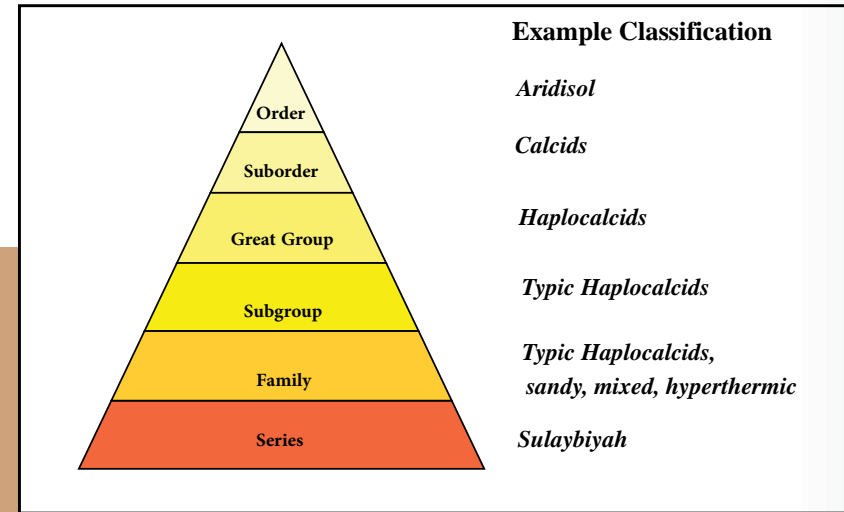 Example Classification
Order
Aridisol
Suborder
Calcids
Great Group
Haplocalcids
Subgroup
Typic Haplocalcids
Family
Typic Haplocalcids,
sandy, mixed, hyperthermic
Series
Sulaybiyah